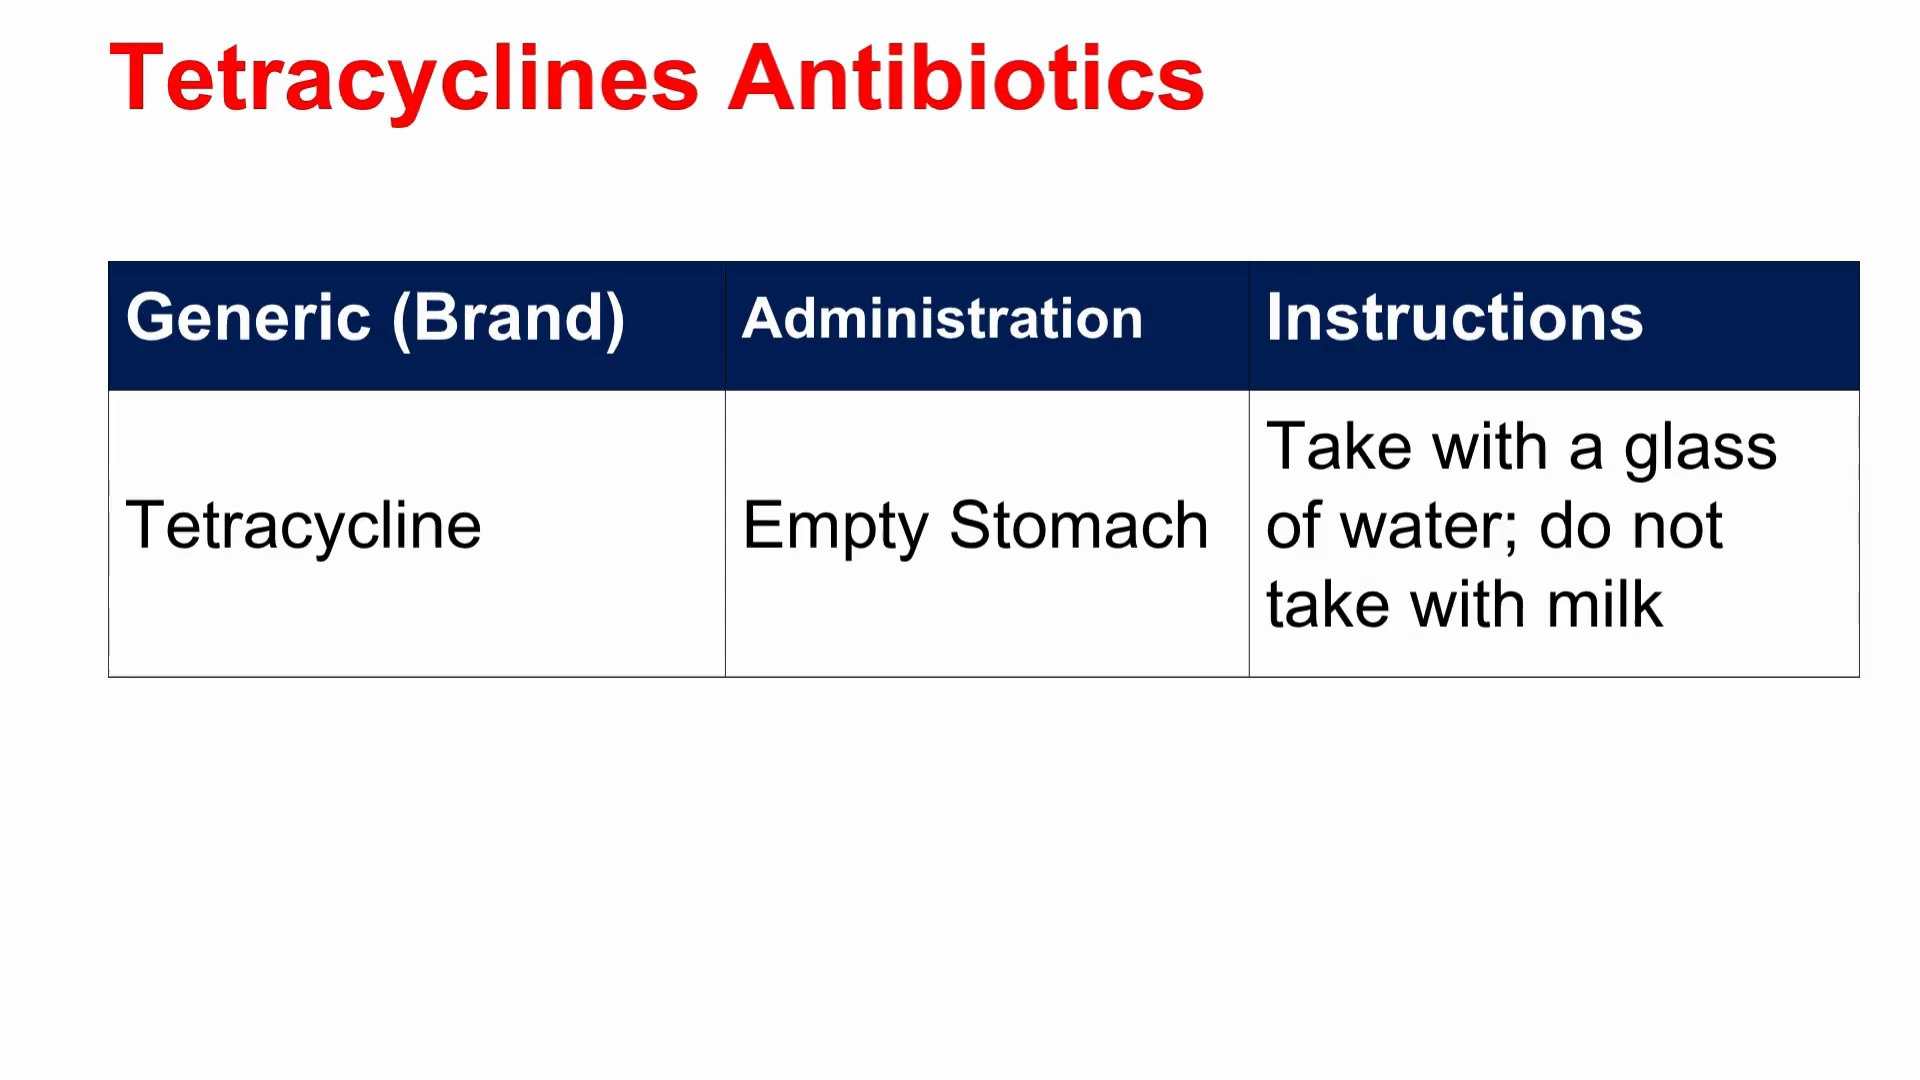 Tetracyclines Antibiotics
Generic (Brand)
Administration
Instructions
Tetracycline
Empty Stomach
Take with a glass
of water; do not
take with milk